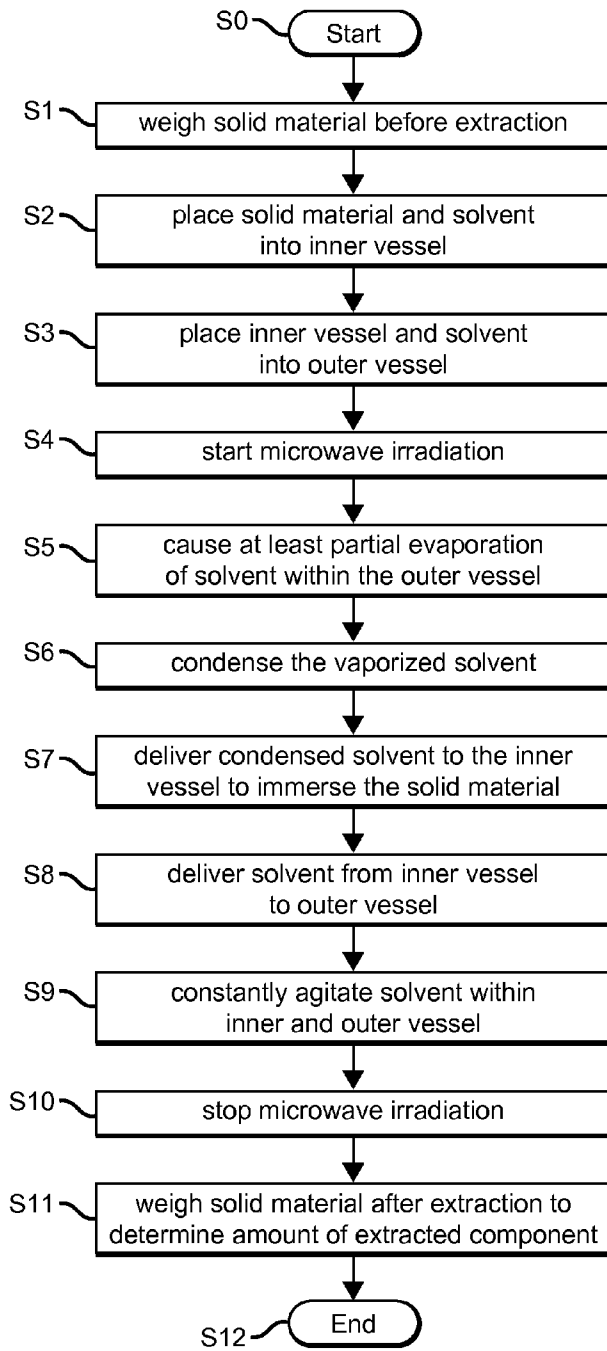 S0
Start
S1
weigh solid material before extraction
S2
place solid material and solvent
into inner vessel
S3
place inner vessel and solvent
into outer vessel
S4
start microwave irradiation
S5
cause at least partial evaporation
of solvent within the outer vessel
S6
condense the vaporized solvent
S7
deliver condensed solvent to the inner
vessel to immerse the solid material
S8
deliver solvent from inner vessel
to outer vessel
S9
constantly agitate solvent within
inner and outer vessel
S10
stop microwave irradiation
S11
weigh solid material after extraction to
determine amount of extracted component
S12
End